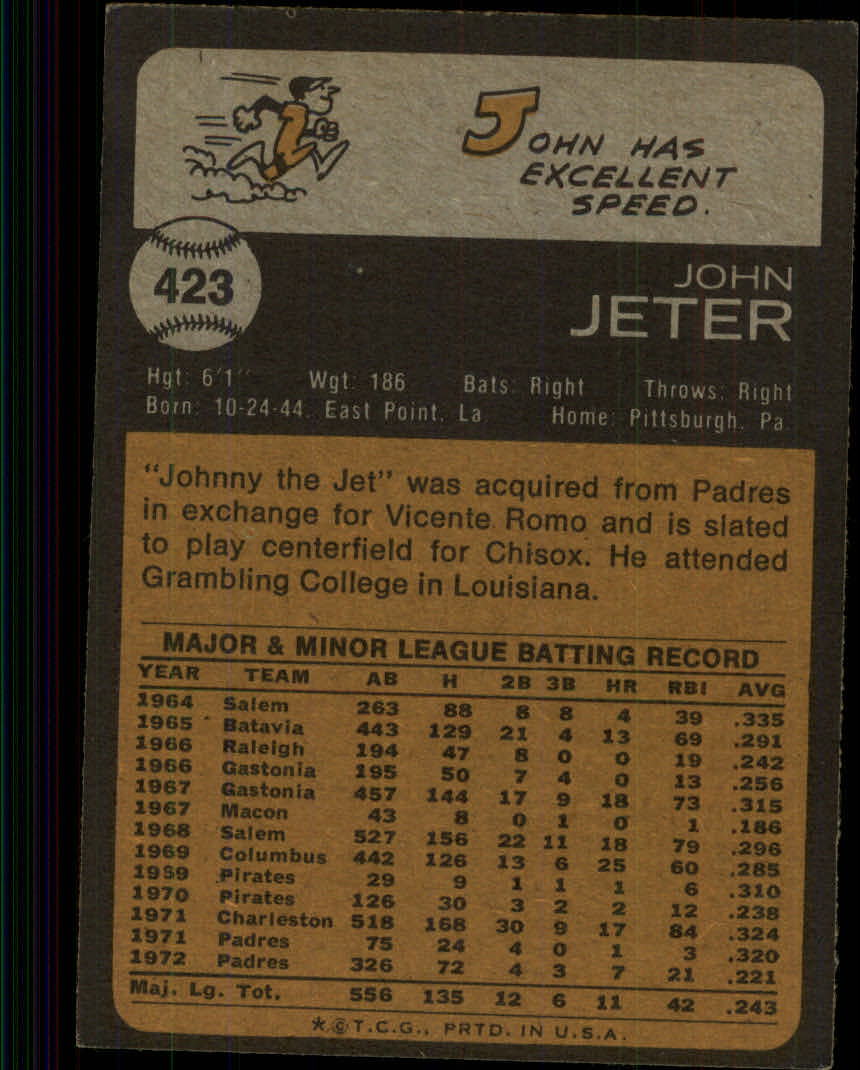 JOHN HAS
EXCELLENT
SPEED.
423
JOHN
JETER
Hgt: 6'1" Wgt: 186 Bats: Right Throws: Right
Born: 10-24-44, East Point, La Home: Pittsburgh, Pa.
"Johnny the Jet" was acquired from Padres
in exchange for Vicente Romo and is slated
to play centerfield for Chisox. He attended
Grambling College in Louisiana.
MAJOR & MINOR LEAGUE BATTING RECORD
YEAR TEAM AB H 2B 3B HR RBI AVG
1964 Salem 263 88 8 8 4 39 .335
1965 Batavia 443 129 21 4 13 69 .291
1966 Raleigh 194 47 8 0 0 19 .242
1966 Gastonia 195 50 7 4 0 13 .256
1967 Gastonia 457 144 17 9 18 73 .315
1967 Macon 43 8 0 1 0 1 .186
1968 Salem 527 156 22 11 18 79 .296
1969 Columbus 442 126 13 6 25 60 .285
1959 Pirates 29 9 1 1 1 6 .310
1970 Pirates 126 30 3 2 2 12 .238
1971 Charleston 518 168 30 9 17 84 .324
1971 Padres 75 24 4 0 1 3 .320
1972 Padres 326 72 4 3 7 21 .221
Maj. Lg. Tot. 556 135 12 6 11 42 .243
*©T.C.G., PRTD. IN U.S.A.